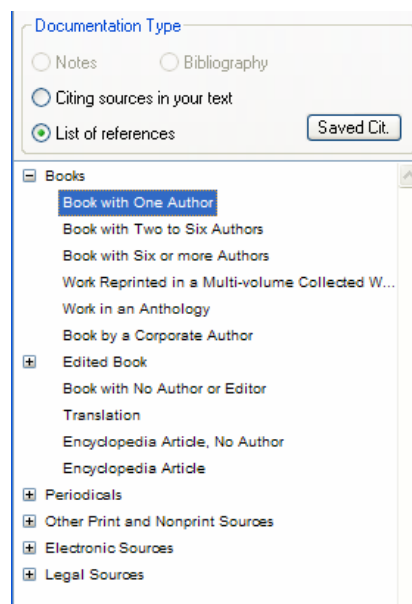 Documentation Type
Notes Bibliography
Citing sources in your text
List of references Saved Cit.
Books
Book with One Author
Book with Two to Six Authors
Book with Six or more Authors
Work Reprinted in a Multi-volume Collected W...
Work in an Anthology
Book by a Corporate Author
Edited Book
Book with No Author or Editor
Translation
Encyclopedia Article, No Author
Encyclopedia Article
Periodicals
Other Print and Nonprint Sources
Electronic Sources
Legal Sources